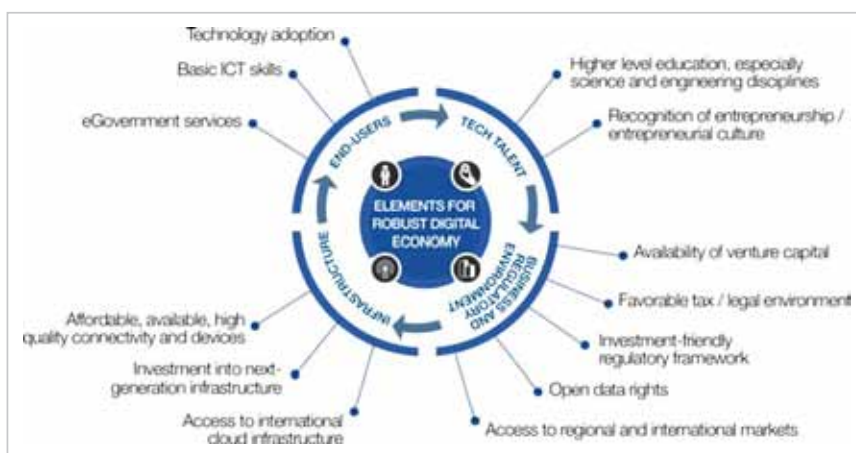 Technology adoption
Basic ICT skills
eGovernment services
Higher level education, especially
science and engineering disciplines
Recognition of entrepreneurship /
entrepreneurial culture
END-USERS
TECH TALENT
ELEMENTS FOR
ROBUST DIGITAL
ECONOMY
INFRASTRUCTURE
BUSINESS AND
REGULATORY
ENVIRONMENT
Availability of venture capital
Favorable tax / legal environment
Investment-friendly
regulatory framework
Open data rights
Access to regional and international markets
Affordable, available, high
quality connectivity and devices
Investment into next-
generation infrastructure
Access to international
cloud infrastructure